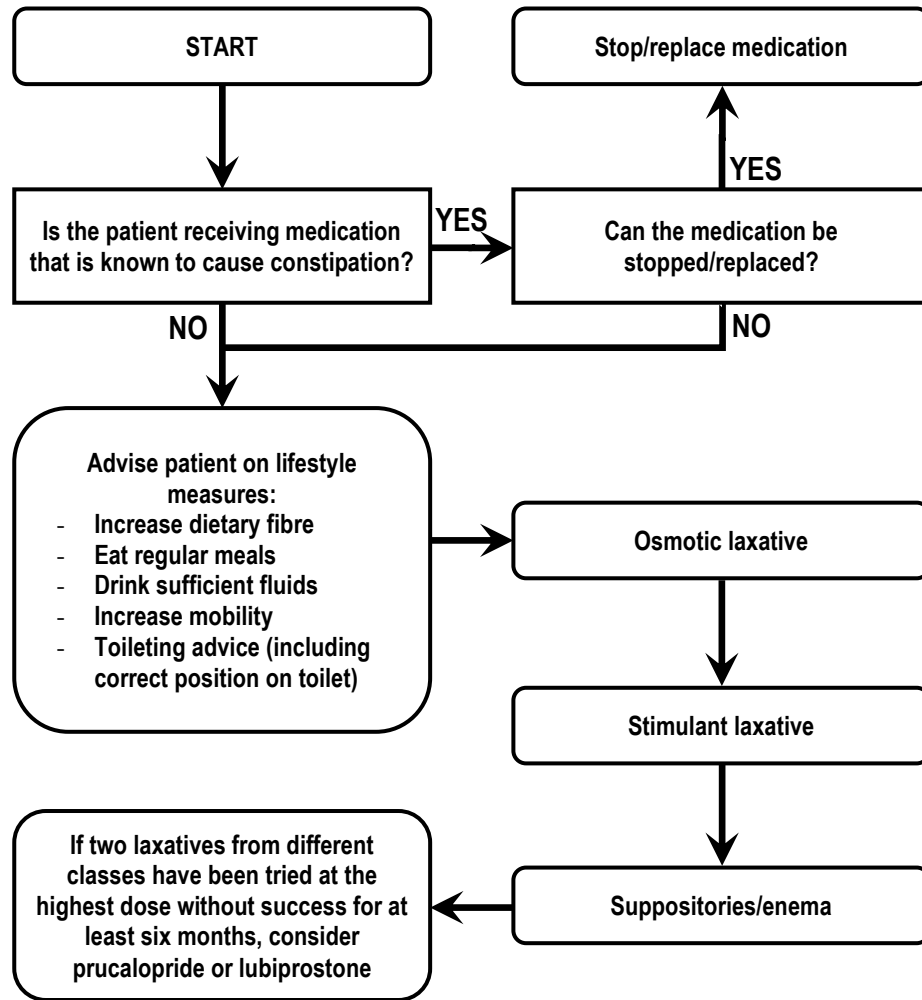 START
Stop/replace medication
Is the patient receiving medication
that is known to cause constipation?
YES
Can the medication be
stopped/replaced?
YES
NO
NO
Advise patient on lifestyle
measures:
- Increase dietary fibre
- Eat regular meals
- Drink sufficient fluids
- Increase mobility
- Toileting advice (including
correct position on toilet)
Osmotic laxative
Stimulant laxative
Suppositories/enema
If two laxatives from different
classes have been tried at the
highest dose without success for at
least six months, consider
prucalopride or lubiprostone